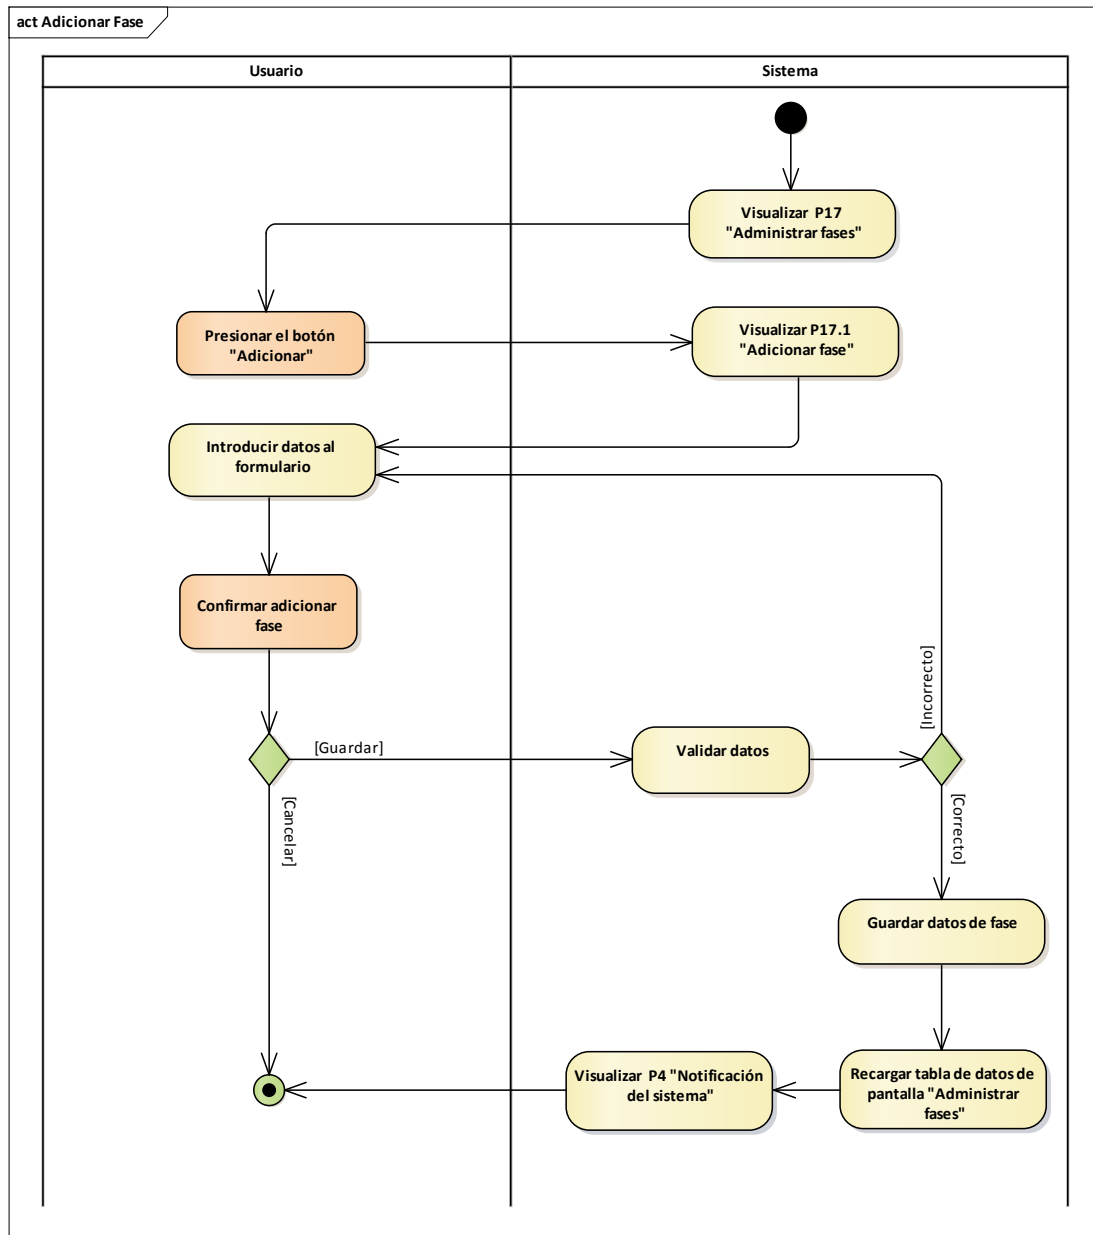 act Adicionar Fase
Usuario
Sistema
Visualizar P17
"Administrar fases"
Presionar el botón
"Adicionar"
Visualizar P17.1
"Adicionar fase"
Introducir datos al
formulario
Confirmar adicionar
fase
[Incorrecto]
[Guardar]
Validar datos
[Cancelar]
[Correcto]
Guardar datos de fase
Visualizar P4 "Notificación
del sistema"
Recargar tabla de datos de
pantalla "Administrar
fases"